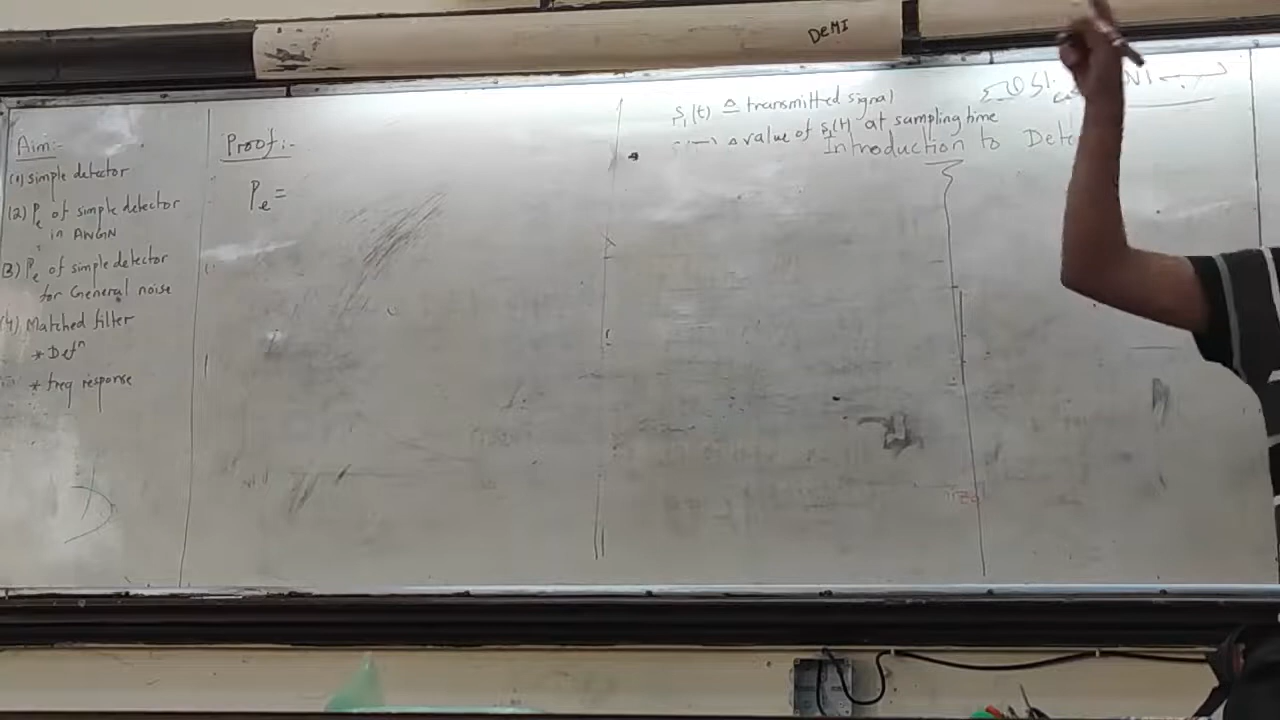 DeMI
Aim:-
(1) simple detector
(2) Pe of simple detector
in AWGN
(3) Pe of simple detector
for General noise
(4) Matched filter
* Defⁿ
* freq response
Proof:-
Pe =
S₁(t) ≜ transmitted signal
≜ value of S₁(t) at sampling time
Introduction to